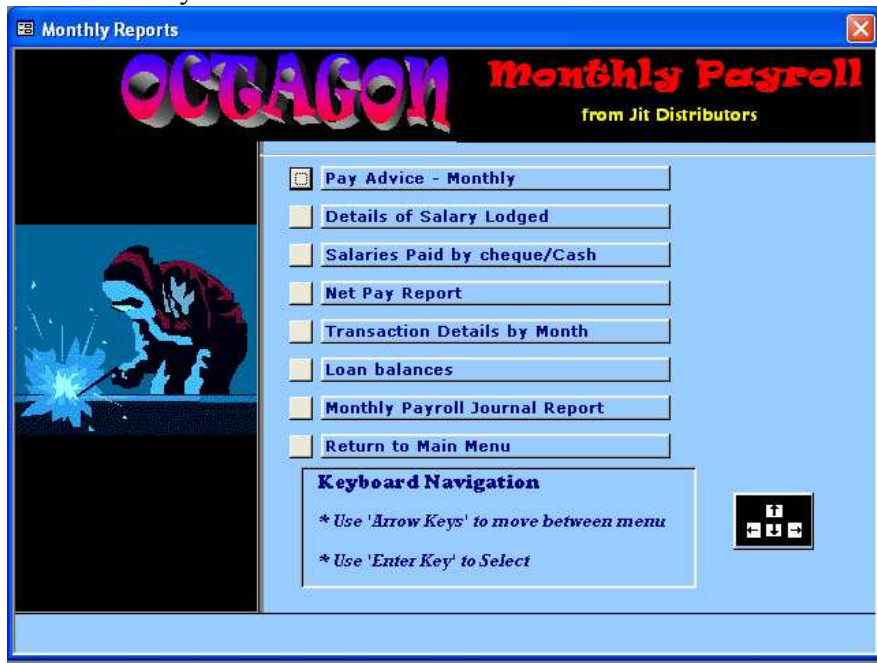 Monthly Reports
OCTAGON
Monthly Payroll
from Jit Distributors
Pay Advice - Monthly
Details of Salary Lodged
Salaries Paid by cheque/Cash
Net Pay Report
Transaction Details by Month
Loan balances
Monthly Payroll Journal Report
Return to Main Menu
Keyboard Navigation
* Use 'Arrow Keys' to move between menu
* Use 'Enter Key' to Select